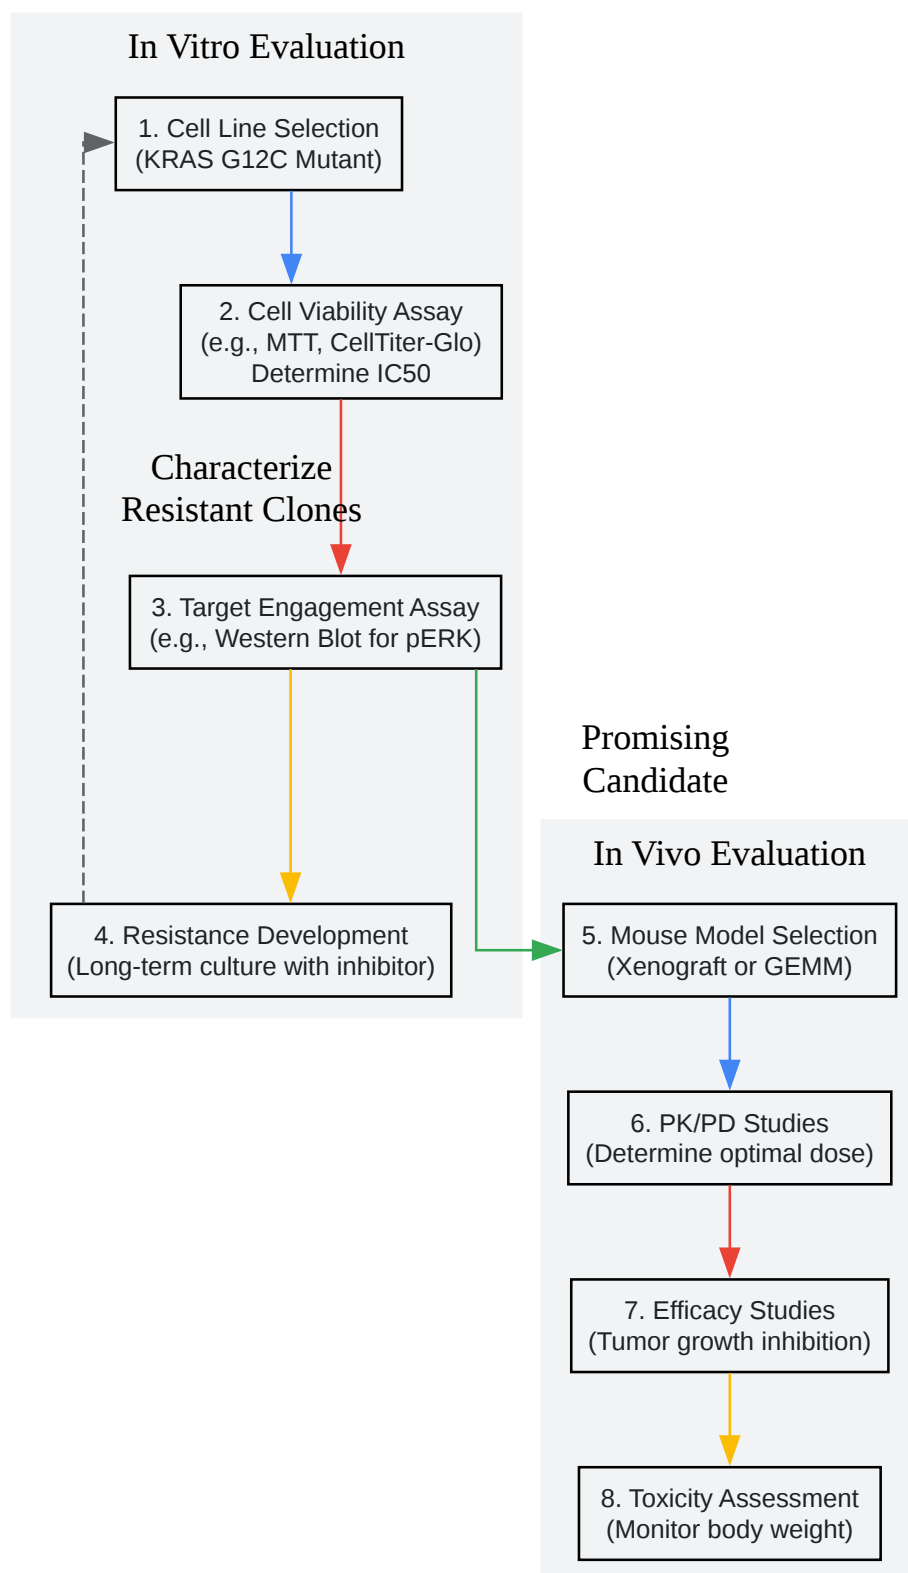 In Vitro Evaluation
1. Cell Line Selection
(KRAS G12C Mutant)
2. Cell Viability Assay
(e.g., MTT, CellTiter-Glo)
Determine IC50
Characterize
Resistant Clones
3. Target Engagement Assay
(e.g., Western Blot for pERK)
4. Resistance Development
(Long-term culture with inhibitor)
Promising
Candidate
In Vivo Evaluation
5. Mouse Model Selection
(Xenograft or GEMM)
6. PK/PD Studies
(Determine optimal dose)
7. Efficacy Studies
(Tumor growth inhibition)
8. Toxicity Assessment
(Monitor body weight)